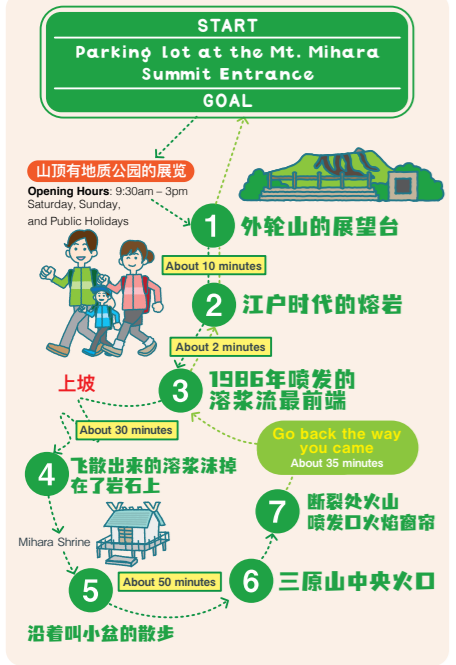 START
Parking lot at the Mt. Mihara
Summit Entrance
GOAL
山顶有地质公园的展览
Opening Hours: 9:30am – 3pm
Saturday, Sunday,
and Public Holidays
1 外轮山的展望台
About 10 minutes
2 江户时代的熔岩
About 2 minutes
3 1986年喷发的
溶浆流最前端
上坡
About 30 minutes
Go back the way
you came
About 35 minutes
4 飞散出来的溶浆沫掉
在了岩石上
7 断裂处火山
喷发口火焰窗帘
Mihara Shrine
5
About 50 minutes
6 三原山中央火口
沿着叫小盆的散步